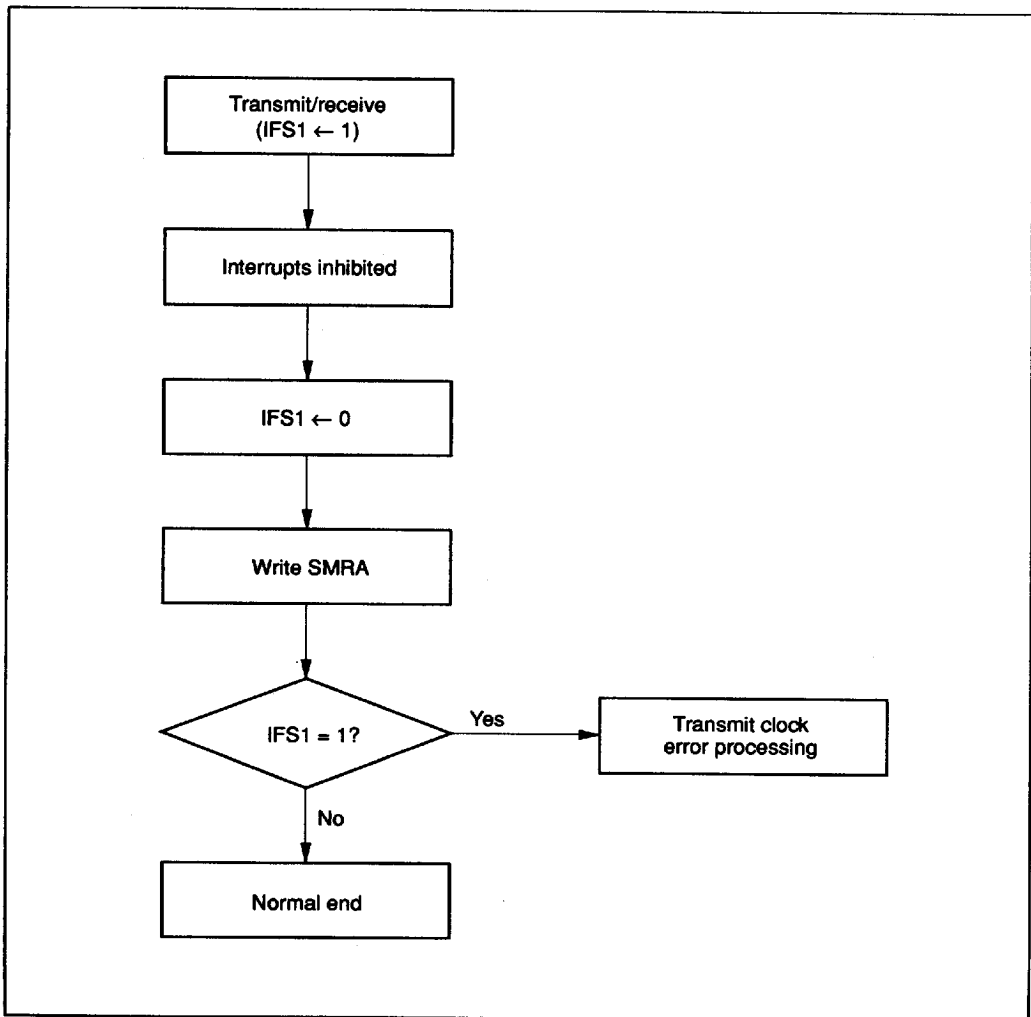 Transmit/receive
(IFS1 ← 1)
Interrupts inhibited
IFS1 ← 0
Write SMRA
IFS1 = 1?
Yes
Transmit clock
error processing
No
Normal end